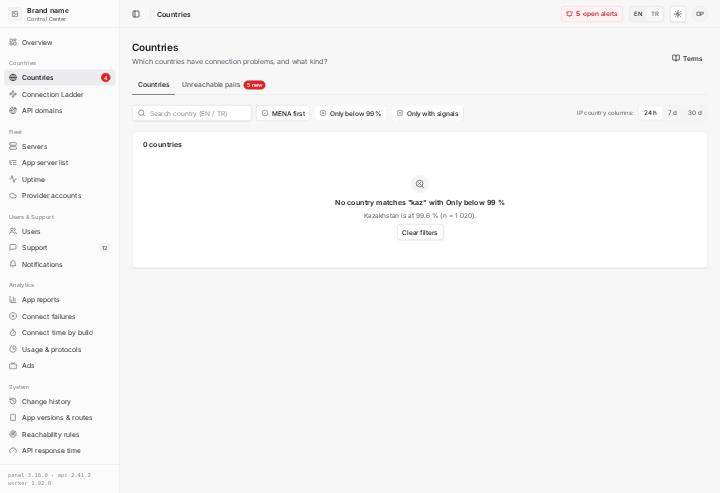 Brand name
Control Center
Countries
5 open alerts
EN TR
OP
Overview
Countries
Countries 4
Connection Ladder
API domains
Fleet
Servers
App server list
Uptime
Provider accounts
Users & Support
Users
Support 12
Notifications
Analytics
App reports
Connect failures
Connect time by build
Usage & protocols
Ads
System
Change history
App versions & routes
Reachability rules
API response time
panel 3.18.0 · api 2.41.2
worker 1.92.0
Countries
Which countries have connection problems, and what kind?
Terms
Countries Unreachable pairs 5 new
Search country (EN / TR)
MENA first
Only below 99 %
Only with signals
IP country columns: 24 h 7 d 30 d
0 countries
No country matches "kaz" with Only below 99 %
Kazakhstan is at 99.6 % (n = 1 020).
Clear filters